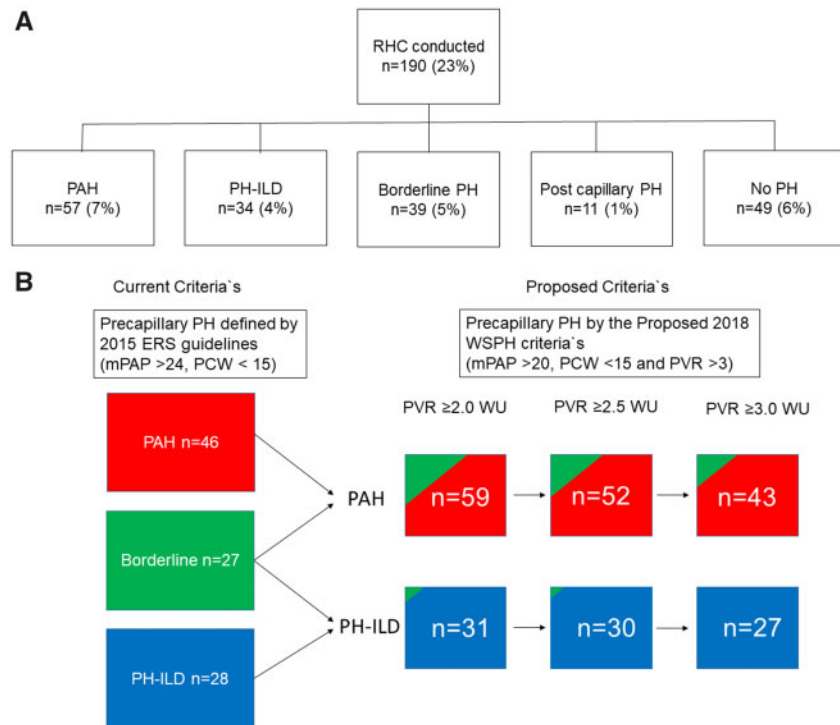 A
RHC conducted
n=190 (23%)
PAH
n=57 (7%)
PH-ILD
n=34 (4%)
Borderline PH
n=39 (5%)
Post capillary PH
n=11 (1%)
No PH
n=49 (6%)
B
Current Criteria`s
Proposed Criteria`s
Precapillary PH defined by
2015 ERS guidelines
(mPAP >24, PCW < 15)
Precapillary PH by the Proposed 2018
WSPH criteria`s
(mPAP >20, PCW <15 and PVR >3)
PVR ≥2.0 WU
PVR ≥2.5 WU
PVR ≥3.0 WU
PAH n=46
PAH
n=59
n=52
n=43
Borderline n=27
PH-ILD
n=31
n=30
n=27
PH-ILD n=28